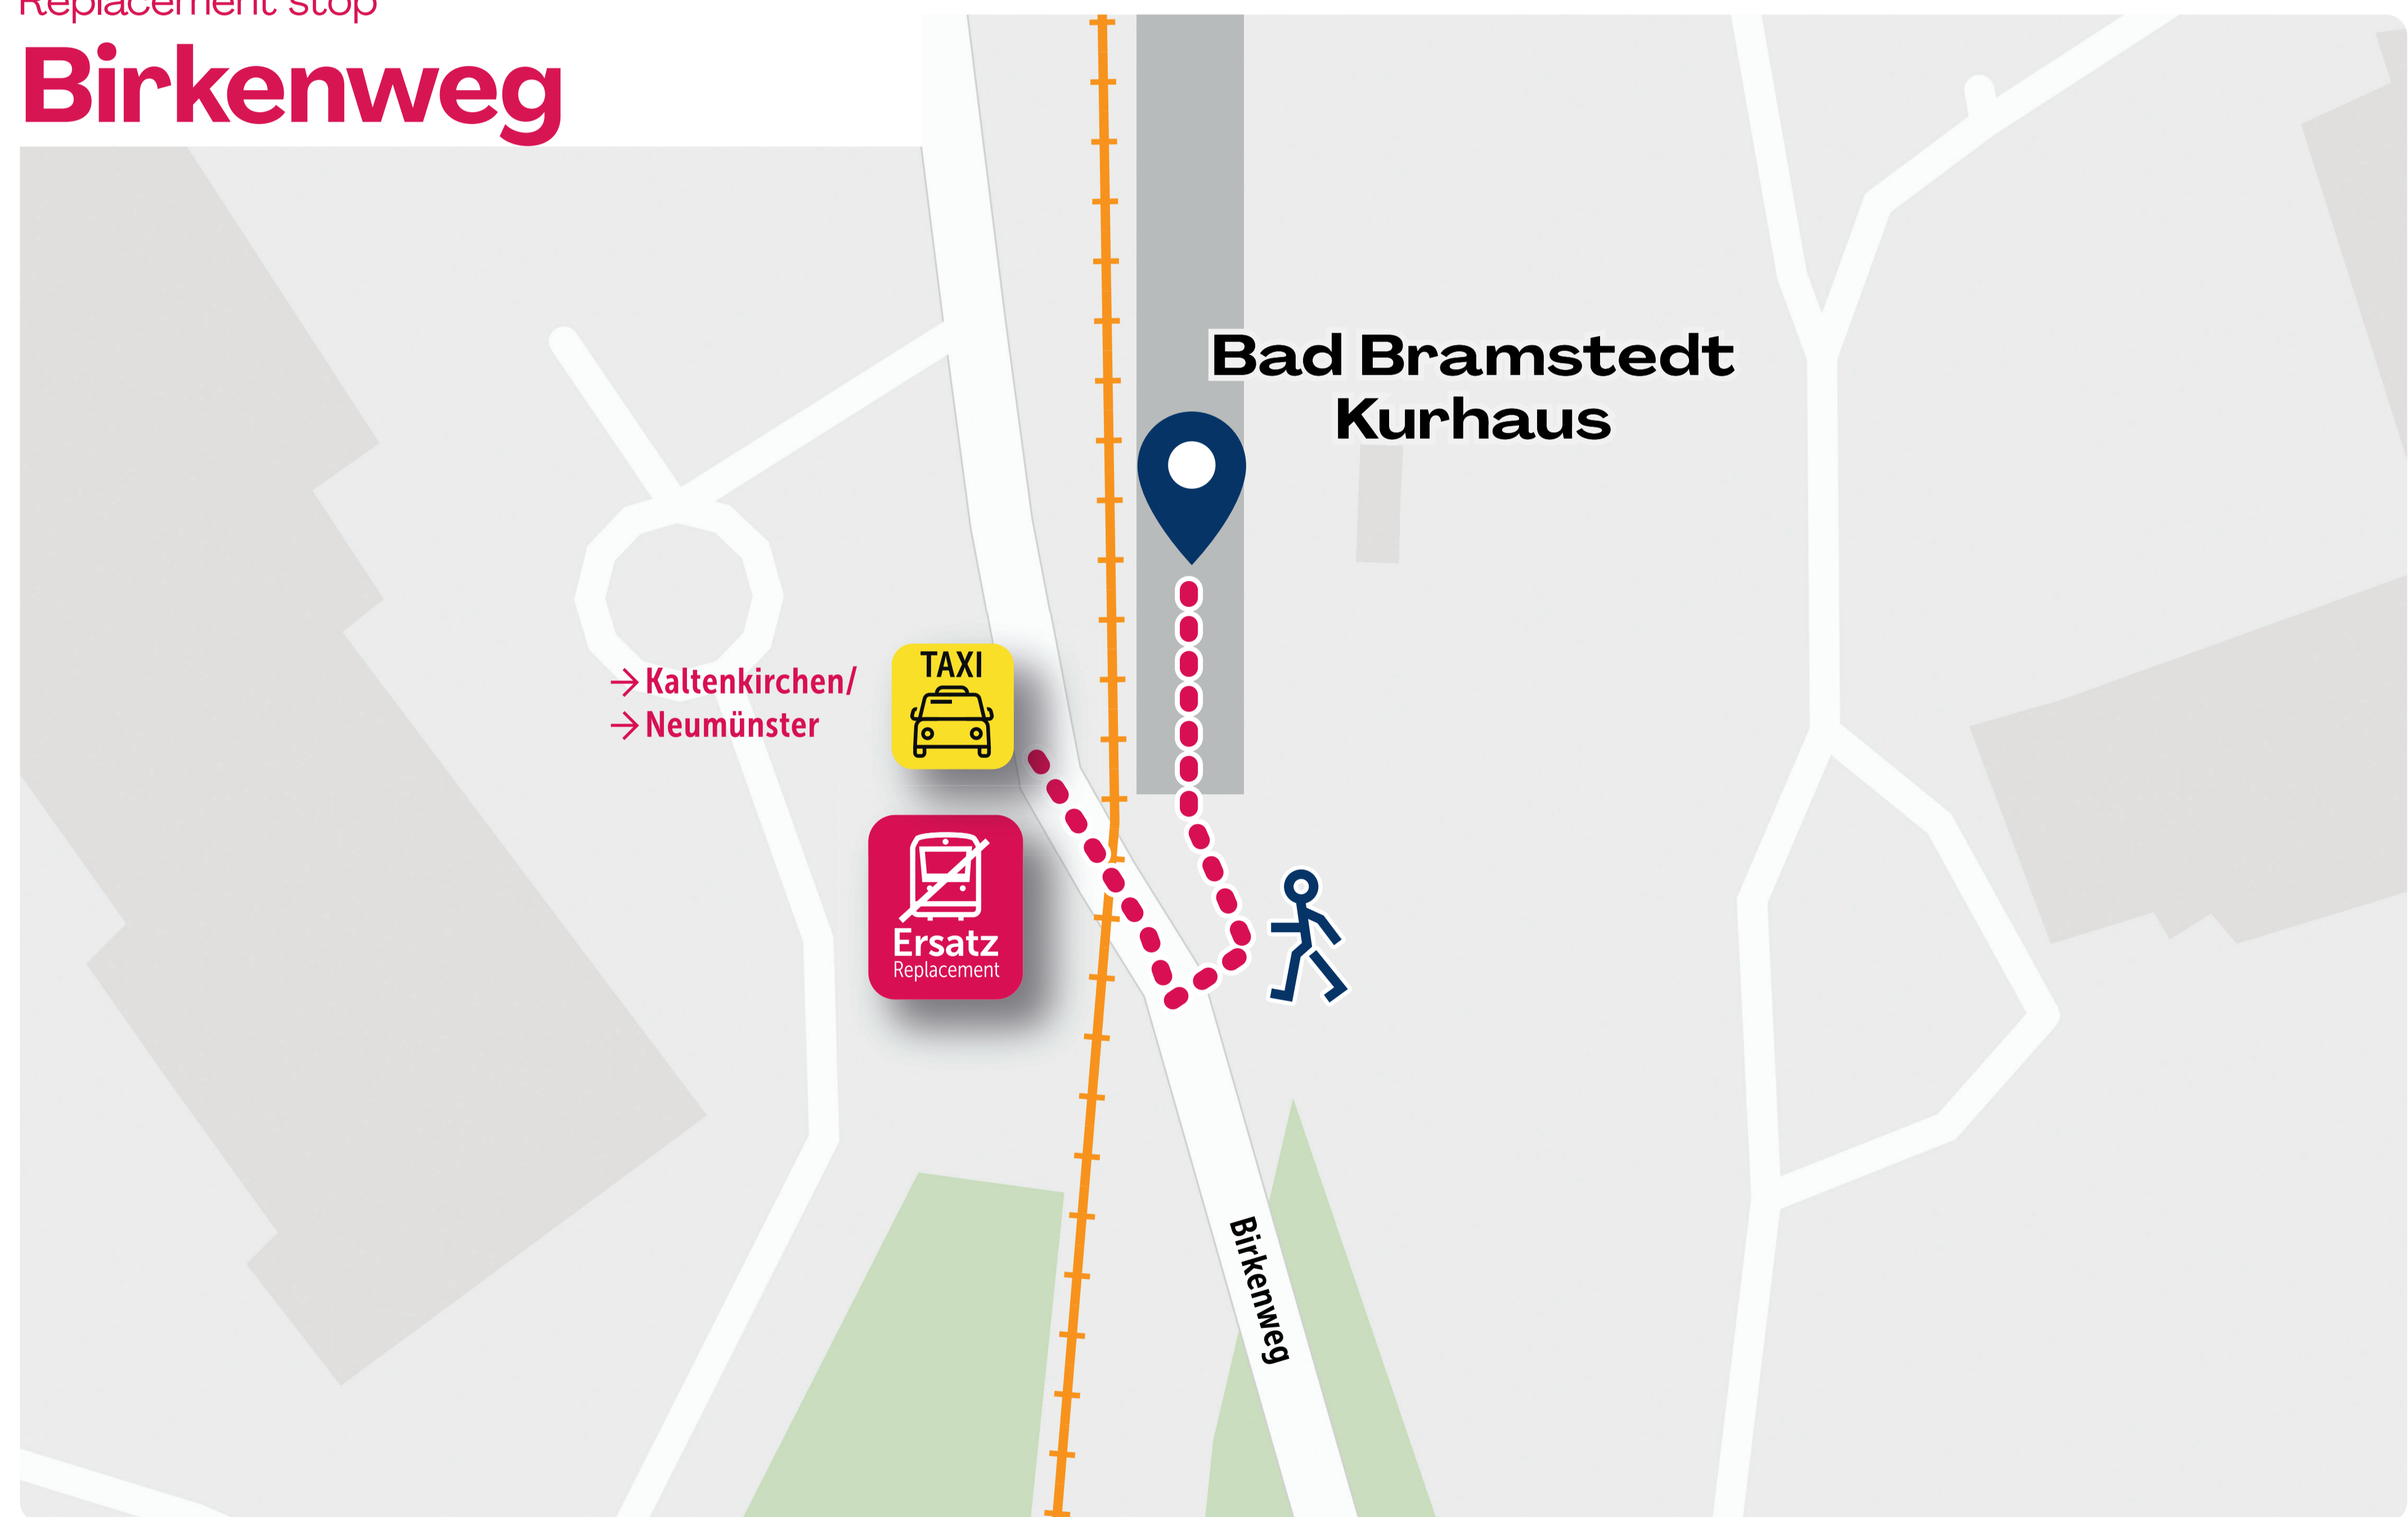 Replacement stop
Birkenweg
Bad Bramstedt
Kurhaus
TAXI
→ Kaltenkirchen/
→ Neumünster
Ersatz
Replacement
Birkenweg